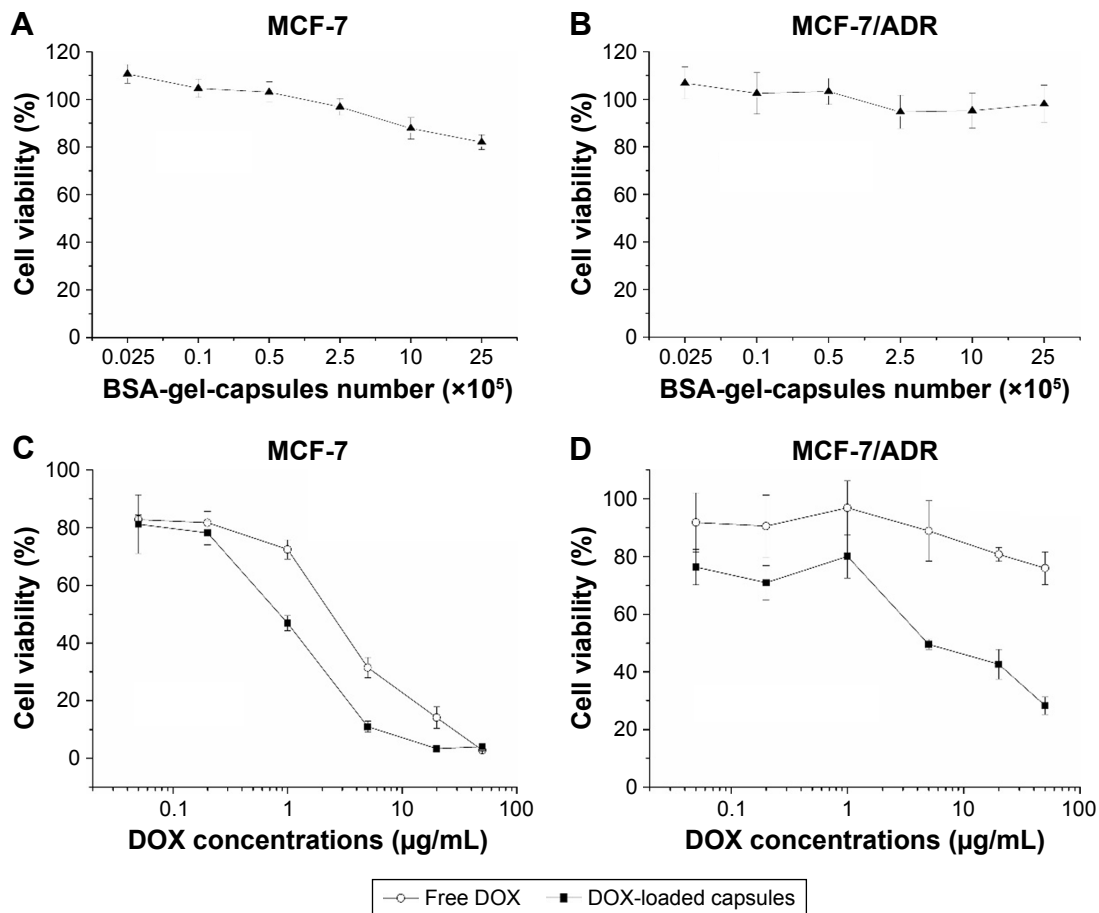 A
MCF-7
120
100
80
60
40
20
0
Cell viability (%)
0.025 0.1 0.5 2.5 10 25
BSA-gel-capsules number (×10⁵)
B
MCF-7/ADR
120
100
80
60
40
20
0
Cell viability (%)
0.025 0.1 0.5 2.5 10 25
BSA-gel-capsules number (×10⁵)
C
MCF-7
100
80
60
40
20
0
Cell viability (%)
0.1 1 10 100
DOX concentrations (µg/mL)
D
MCF-7/ADR
100
80
60
40
20
0
Cell viability (%)
0.1 1 10 100
DOX concentrations (µg/mL)
Free DOX DOX-loaded capsules